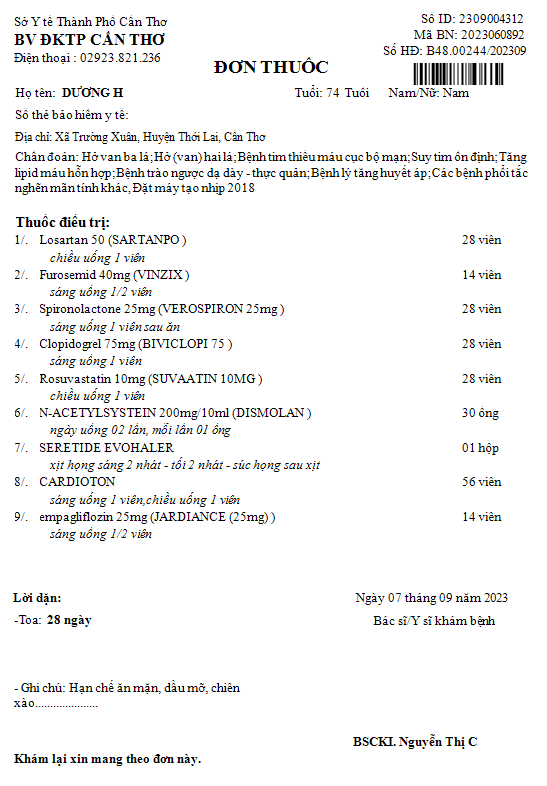 Sở Y tế Thành Phố Cần Thơ
Số ID: 2309004312
BV ĐKTP CẦN THƠ
Mã BN: 2023060892
Điện thoại : 02923.821.236
Số HĐ: B48.00244/202309
ĐƠN THUỐC
Họ tên: DƯƠNG H
Tuổi: 74 Tuổi
Nam/Nữ: Nam
Số thẻ bảo hiểm y tế:
Địa chỉ: Xã Trường Xuân, Huyện Thới Lai, Cần Thơ
Chẩn đoán: Hở van ba lá; Hở (van) hai lá; Bệnh tim thiếu máu cục bộ mạn; Suy tim ổn định; Tăng
lipid máu hỗn hợp; Bệnh trào ngược dạ dày - thực quản; Bệnh lý tăng huyết áp; Các bệnh phổi tắc
nghẽn mãn tính khác, Đặt máy tạo nhịp 2018
Thuốc điều trị:
1/. Losartan 50 (SARTANPO ) 28 viên
chiều uống 1 viên
2/. Furosemid 40mg (VINZIX ) 14 viên
sáng uống 1/2 viên
3/. Spironolactone 25mg (VEROSPIRON 25mg ) 28 viên
sáng uống 1 viên sau ăn
4/. Clopidogrel 75mg (BIVICLOPI 75 ) 28 viên
sáng uống 1 viên
5/. Rosuvastatin 10mg (SUVAATIN 10MG ) 28 viên
chiều uống 1 viên
6/. N-ACETYLSYSTEIN 200mg/10ml (DISMOLAN ) 30 ống
ngày uống 02 lần, mỗi lần 01 ống
7/. SERETIDE EVOHALER 01 hộp
xịt họng sáng 2 nhát - tối 2 nhát - súc họng sau xịt
8/. CARDIOTON 56 viên
sáng uống 1 viên,chiều uống 1 viên
9/. empagliflozin 25mg (JARDIANCE (25mg) ) 14 viên
sáng uống 1/2 viên
Lời dặn:
Ngày 07 tháng 09 năm 2023
-Toa: 28 ngày
Bác sĩ/Y sĩ khám bệnh
- Ghi chú: Hạn chế ăn mặn, dầu mỡ, chiên
xào.....................
BSCKI. Nguyễn Thị C
Khám lại xin mang theo đơn này.